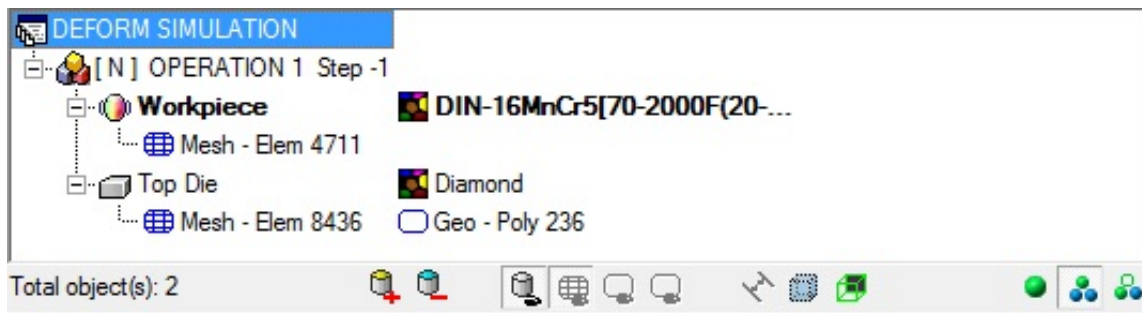 DEFORM SIMULATION
[ N ] OPERATION 1 Step -1
Workpiece DIN-16MnCr5[70-2000F(20-...
Mesh - Elem 4711
Top Die Diamond
Mesh - Elem 8436 Geo - Poly 236
Total object(s): 2